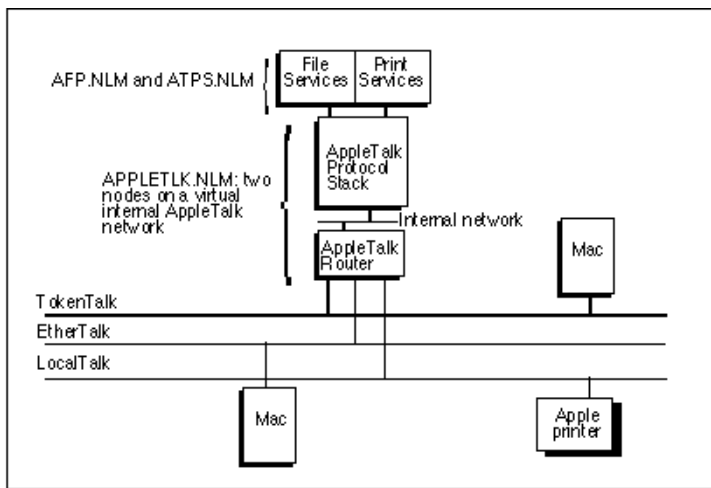 File
Services
Print
Services
AFP.NLM and ATPS.NLM
AppleTalk
Protocol
Stack
APPLETLK.NLM: two
nodes on a virtual
internal AppleTalk
network
Internal network
AppleTalk
Router
Mac
TokenTalk
EtherTalk
LocalTalk
Mac
Apple
printer